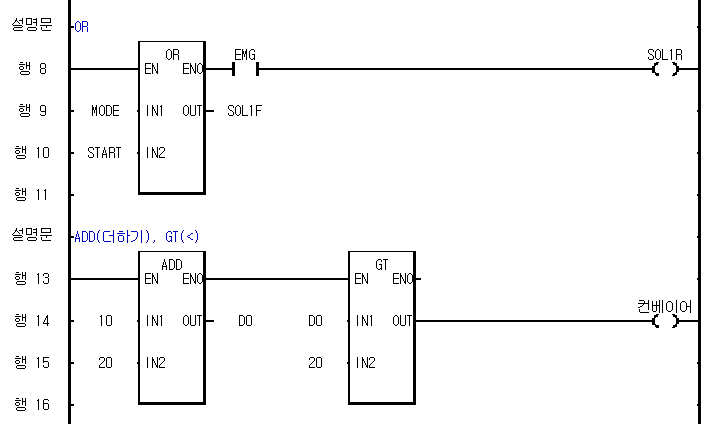 설명문 OR
OR EMG SOL1R
행 8 EN ENO
행 9 MODE IN1 OUT SOL1F
행 10 START IN2
행 11
설명문 ADD(더하기), GT(<)
ADD GT
행 13 EN ENO EN ENO
컨베이어
행 14 10 IN1 OUT D0 D0 IN1 OUT
행 15 20 IN2 20 IN2
행 16